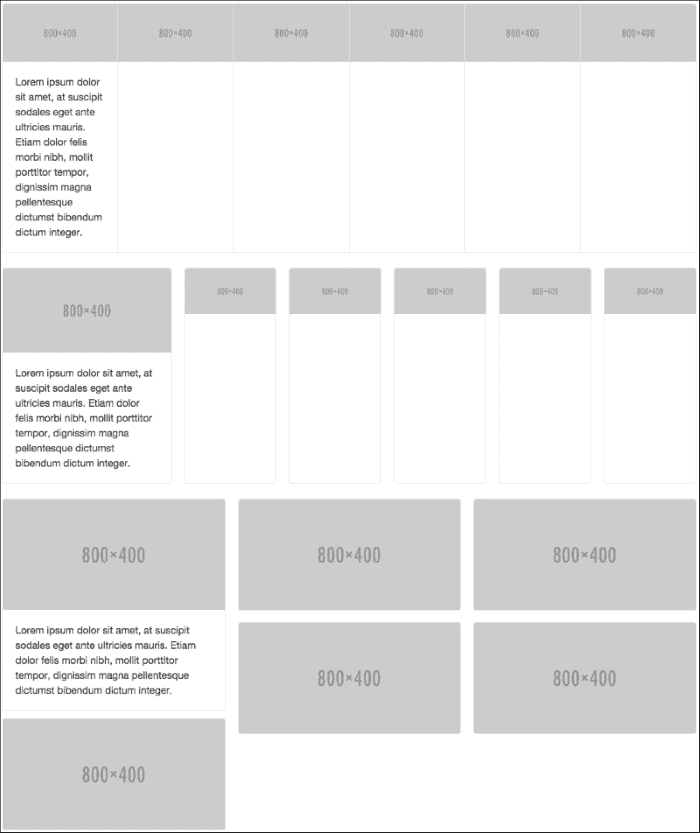 800×400 800×400 800×400 800×400 800×400 800×400
Lorem ipsum dolor
sit amet, at suscipit
sodales eget ante
ultricies mauris.
Etiam dolor felis
morbi nibh, mollit
porttitor tempor,
dignissim magna
pellentesque
dictumst bibendum
dictum integer.
800×400 800×400 800×400 800×400 800×400 800×400
Lorem ipsum dolor sit amet, at
suscipit sodales eget ante
ultricies mauris. Etiam dolor
felis morbi nibh, mollit porttitor
tempor, dignissim magna
pellentesque dictumst
bibendum dictum integer.
800×400 800×400 800×400
Lorem ipsum dolor sit amet, at suscipit
sodales eget ante ultricies mauris. Etiam
dolor felis morbi nibh, mollit porttitor
tempor, dignissim magna pellentesque
dictumst bibendum dictum integer.
800×400 800×400
800×400